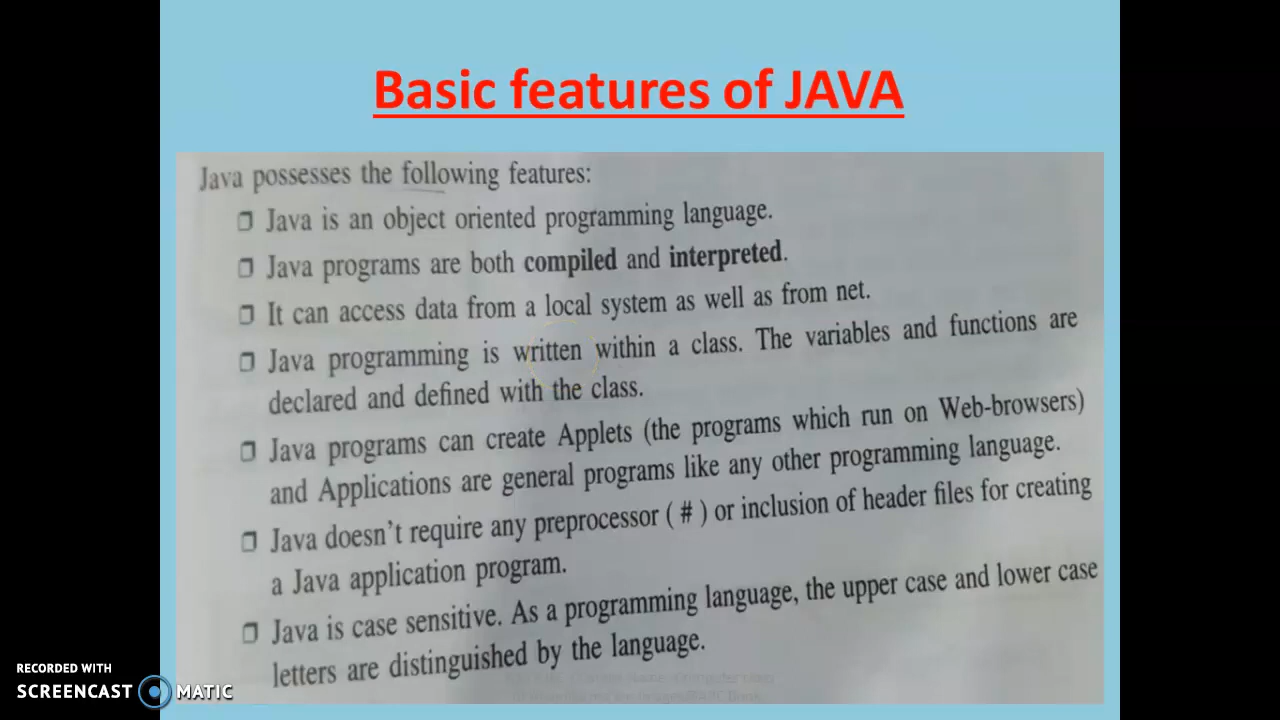 Basic features of JAVA
Java possesses the following features:
❒ Java is an object oriented programming language.
❒ Java programs are both compiled and interpreted.
❒ It can access data from a local system as well as from net.
❒ Java programming is written within a class. The variables and functions are
declared and defined with the class.
❒ Java programs can create Applets (the programs which run on Web-browsers)
and Applications are general programs like any other programming language.
❒ Java doesn't require any preprocessor ( # ) or inclusion of header files for creating
a Java application program.
❒ Java is case sensitive. As a programming language, the upper case and lower case
letters are distinguished by the language.
RECORDED WITH
SCREENCAST MATIC